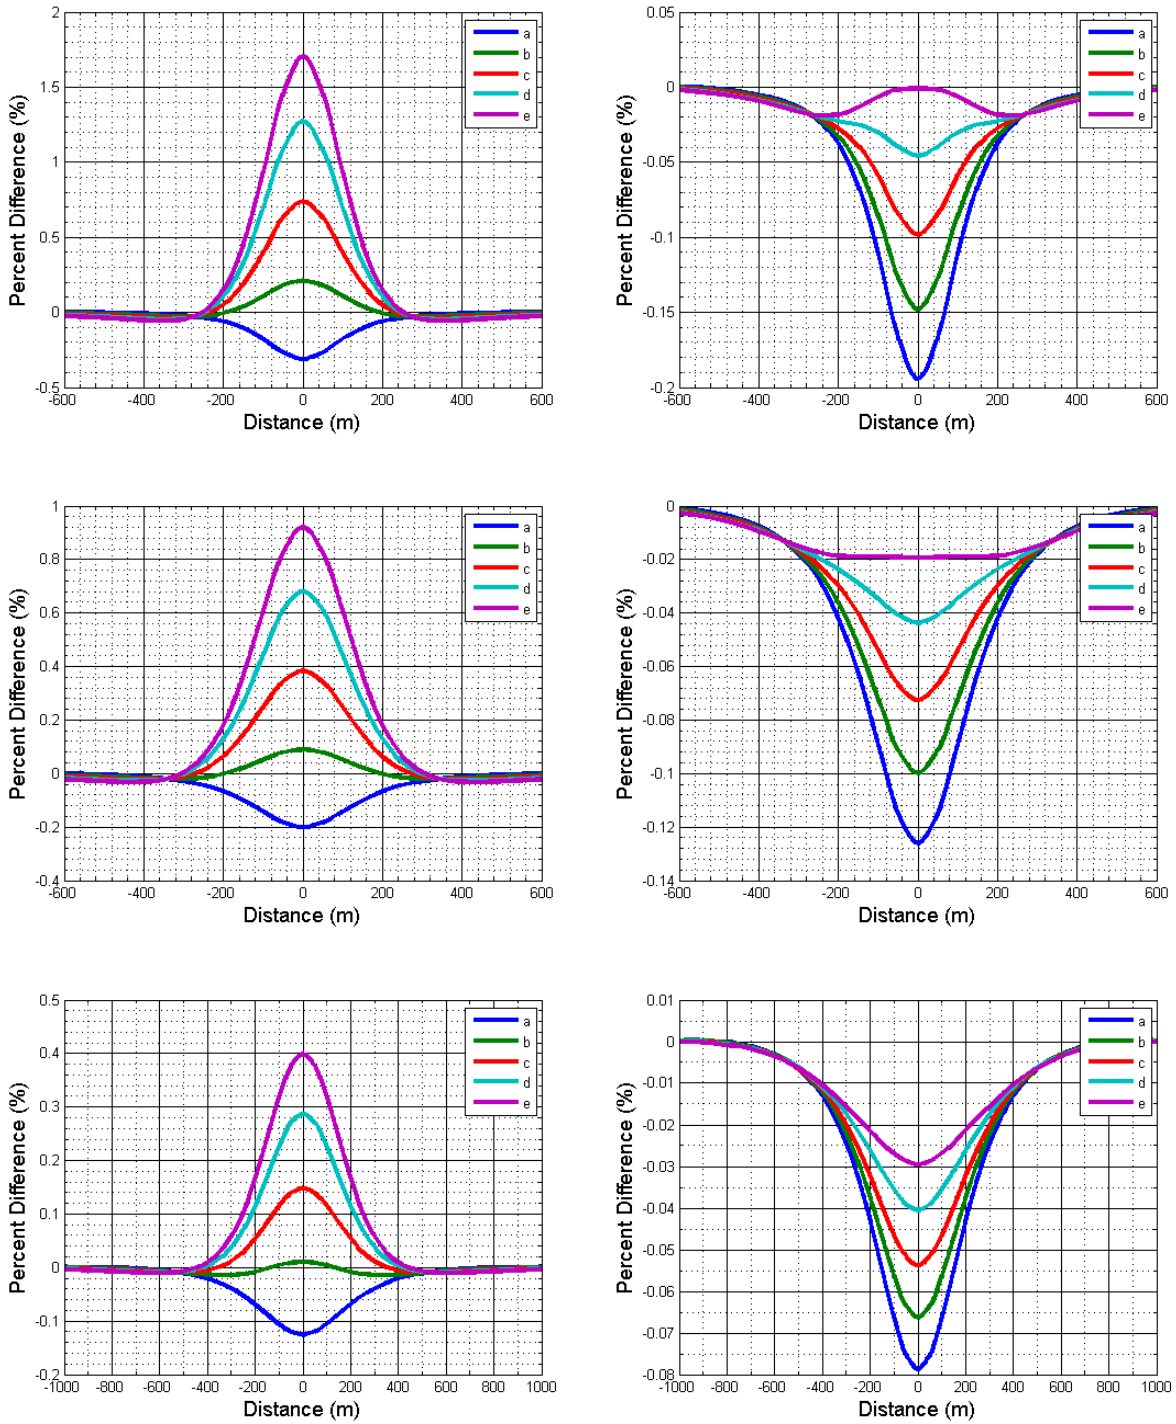 2
1.5
1
0.5
0
-0.5
-600
-400
-200
0
200
400
600
Percent Difference (%)
Distance (m)
a
b
c
d
e
0.05
0
-0.05
-0.1
-0.15
-0.2
-600
-400
-200
0
200
400
600
Percent Difference (%)
Distance (m)
a
b
c
d
e
1
0.8
0.6
0.4
0.2
0
-0.2
-0.4
-600
-400
-200
0
200
400
600
Percent Difference (%)
Distance (m)
a
b
c
d
e
0
-0.02
-0.04
-0.06
-0.08
-0.1
-0.12
-0.14
-600
-400
-200
0
200
400
600
Percent Difference (%)
Distance (m)
a
b
c
d
e
0.5
0.4
0.3
0.2
0.1
0
-0.1
-0.2
-1000
-800
-600
-400
-200
0
200
400
600
800
1000
Percent Difference (%)
Distance (m)
a
b
c
d
e
0.01
0
-0.01
-0.02
-0.03
-0.04
-0.05
-0.06
-0.07
-0.08
-1000
-800
-600
-400
-200
0
200
400
600
800
1000
Percent Difference (%)
Distance (m)
a
b
c
d
e